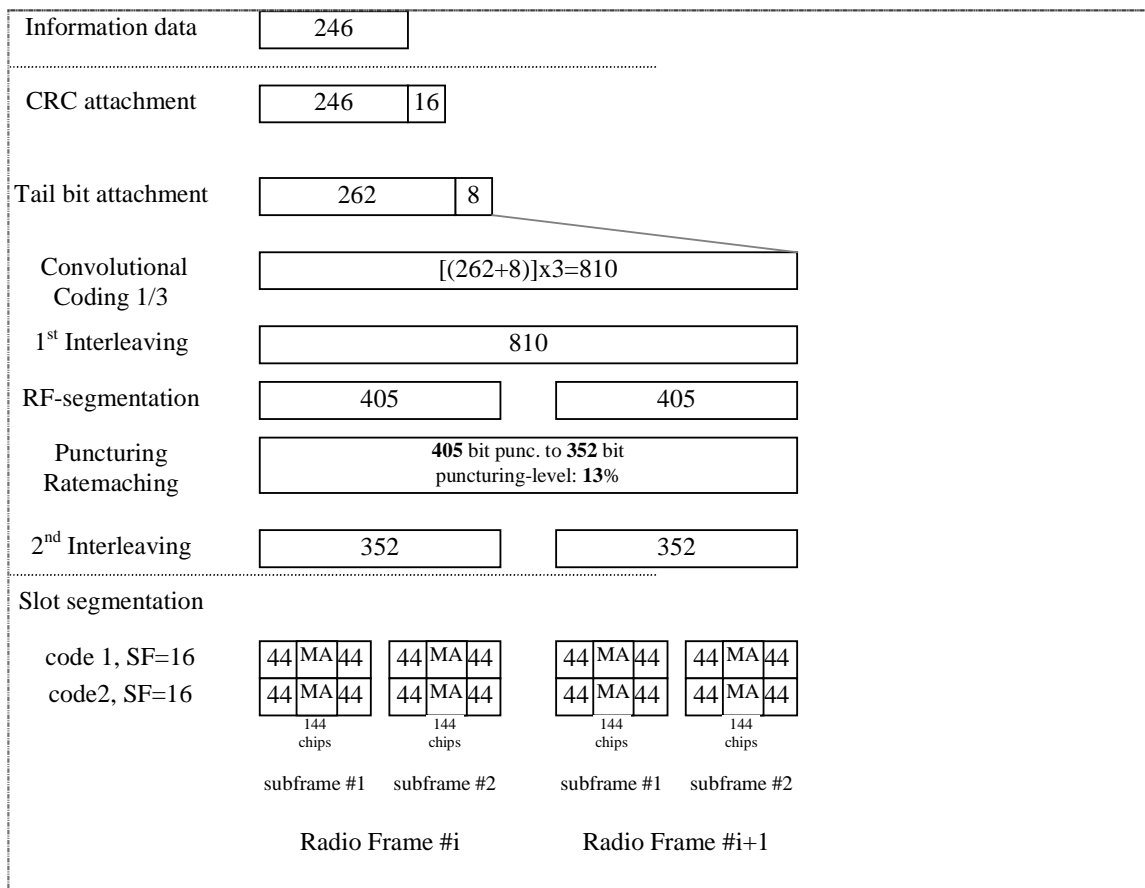 Information data 246
CRC attachment 246 16
Tail bit attachment 262 8
Convolutional
Coding 1/3
[(262+8)]x3=810
1st Interleaving 810
RF-segmentation 405 405
Puncturing
Ratemaching
405 bit punc. to 352 bit
puncturing-level: 13%
2nd Interleaving 352 352
Slot segmentation
code 1, SF=16 44 MA 44 44 MA 44 44 MA 44 44 MA 44
code2, SF=16 44 MA 44 44 MA 44 44 MA 44 44 MA 44
144 144 144 144
chips chips chips chips
subframe #1 subframe #2 subframe #1 subframe #2
Radio Frame #i Radio Frame #i+1